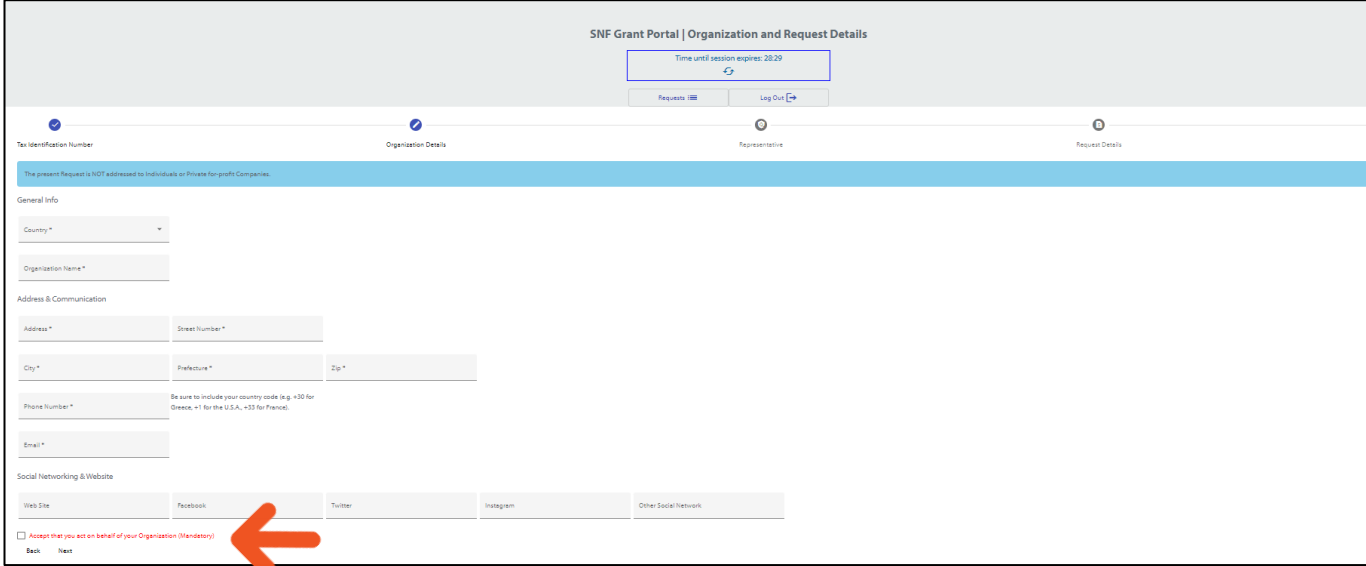 SNF Grant Portal | Organization and Request Details
Time until session expires: 28:29
Requests
Log Out
Tax Identification Number
Organization Details
Representative
Request Details
The present Request is NOT addressed to Individuals or Private for-profit Companies.
General Info
Country *
Organization Name *
Address & Communication
Address *
Street Number *
City *
Prefecture *
Zip *
Phone Number *
Be sure to include your country code (e.g. +30 for
Greece, +1 for the U.S.A., +33 for France).
Email *
Social Networking & Website
Web Site
Facebook
Twitter
Instagram
Other Social Network
Accept that you act on behalf of your Organization (Mandatory)
Back
Next